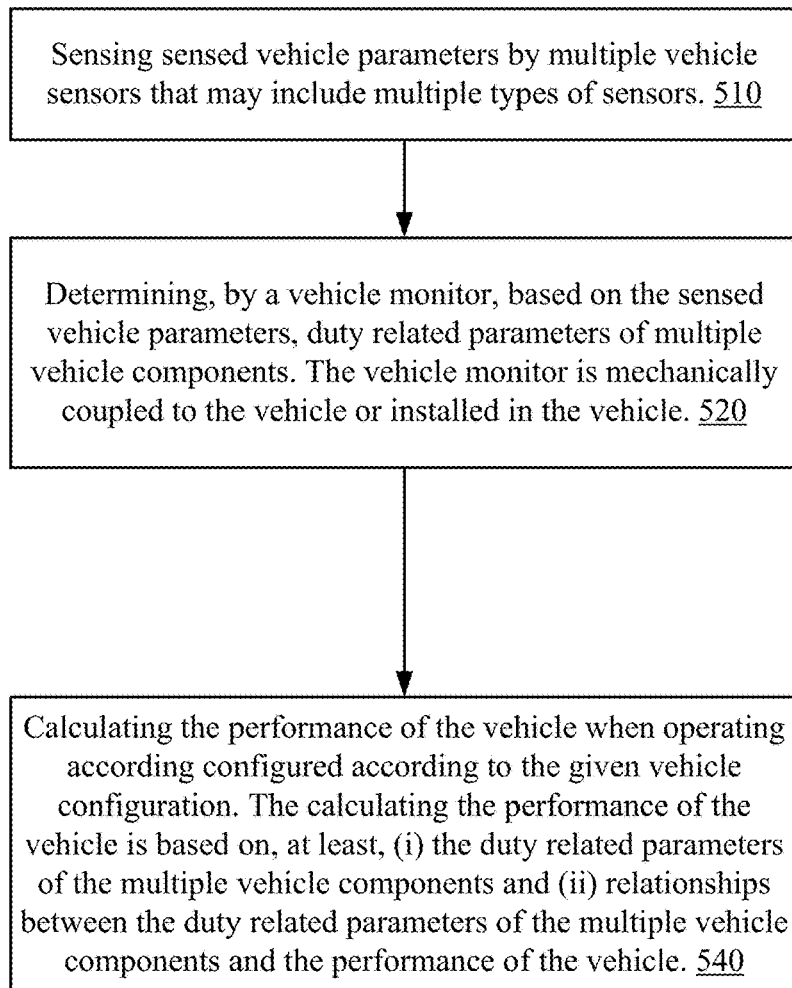 Sensing sensed vehicle parameters by multiple vehicle
sensors that may include multiple types of sensors. 510
Determining, by a vehicle monitor, based on the sensed
vehicle parameters, duty related parameters of multiple
vehicle components. The vehicle monitor is mechanically
coupled to the vehicle or installed in the vehicle. 520
Calculating the performance of the vehicle when operating
according configured according to the given vehicle
configuration. The calculating the performance of the
vehicle is based on, at least, (i) the duty related parameters
of the multiple vehicle components and (ii) relationships
between the duty related parameters of the multiple vehicle
components and the performance of the vehicle. 540